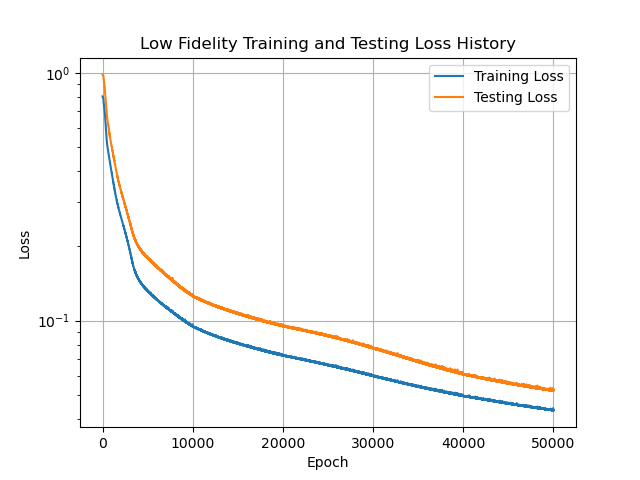 Low Fidelity Training and Testing Loss History
Training Loss
Testing Loss
Loss
10⁰
10⁻¹
0
10000
20000
30000
40000
50000
Epoch